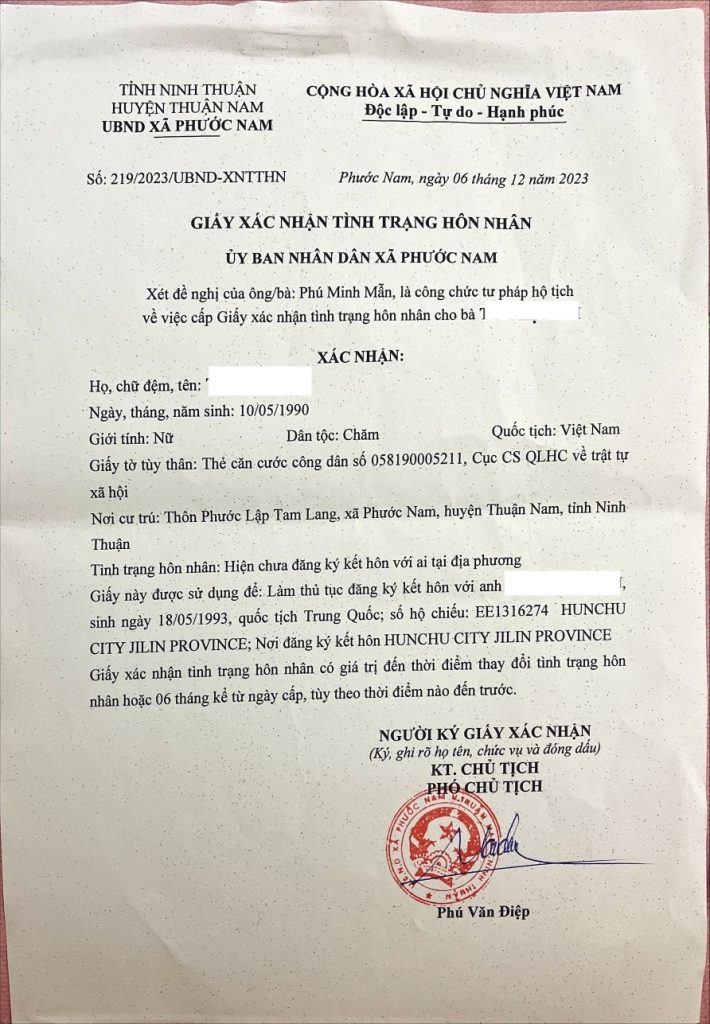 TỈNH NINH THUẬN
HUYỆN THUẬN NAM
UBND XÃ PHƯỚC NAM
CỘNG HÒA XÃ HỘI CHỦ NGHĨA VIỆT NAM
Độc lập - Tự do - Hạnh phúc
Số: 219/2023/UBND-XNTTHN
Phước Nam, ngày 06 tháng 12 năm 2023
GIẤY XÁC NHẬN TÌNH TRẠNG HÔN NHÂN
ỦY BAN NHÂN DÂN XÃ PHƯỚC NAM
Xét đề nghị của ông/bà: Phú Minh Mẫn, là công chức tư pháp hộ tịch
về việc cấp Giấy xác nhận tình trạng hôn nhân cho bà
XÁC NHẬN:
Họ, chữ đệm, tên:
Ngày, tháng, năm sinh: 10/05/1990
Giới tính: Nữ Dân tộc: Chăm Quốc tịch: Việt Nam
Giấy tờ tùy thân: Thẻ căn cước công dân số 058190005211, Cục CS QLHC về trật tự
xã hội
Nơi cư trú: Thôn Phước Lập Tam Lang, xã Phước Nam, huyện Thuận Nam, tỉnh Ninh
Thuận
Tình trạng hôn nhân: Hiện chưa đăng ký kết hôn với ai tại địa phương
Giấy này được sử dụng để: Làm thủ tục đăng ký kết hôn với anh ,
sinh ngày 18/05/1993, quốc tịch Trung Quốc; số hộ chiếu: EE1316274 HUNCHU
CITY JILIN PROVINCE; Nơi đăng ký kết hôn HUNCHU CITY JILIN PROVINCE
Giấy xác nhận tình trạng hôn nhân có giá trị đến thời điểm thay đổi tình trạng hôn
nhân hoặc 06 tháng kể từ ngày cấp, tùy theo thời điểm nào đến trước.
NGƯỜI KÝ GIẤY XÁC NHẬN
(Ký, ghi rõ họ tên, chức vụ và đóng dấu)
KT. CHỦ TỊCH
PHÓ CHỦ TỊCH
Phú Văn Điệp